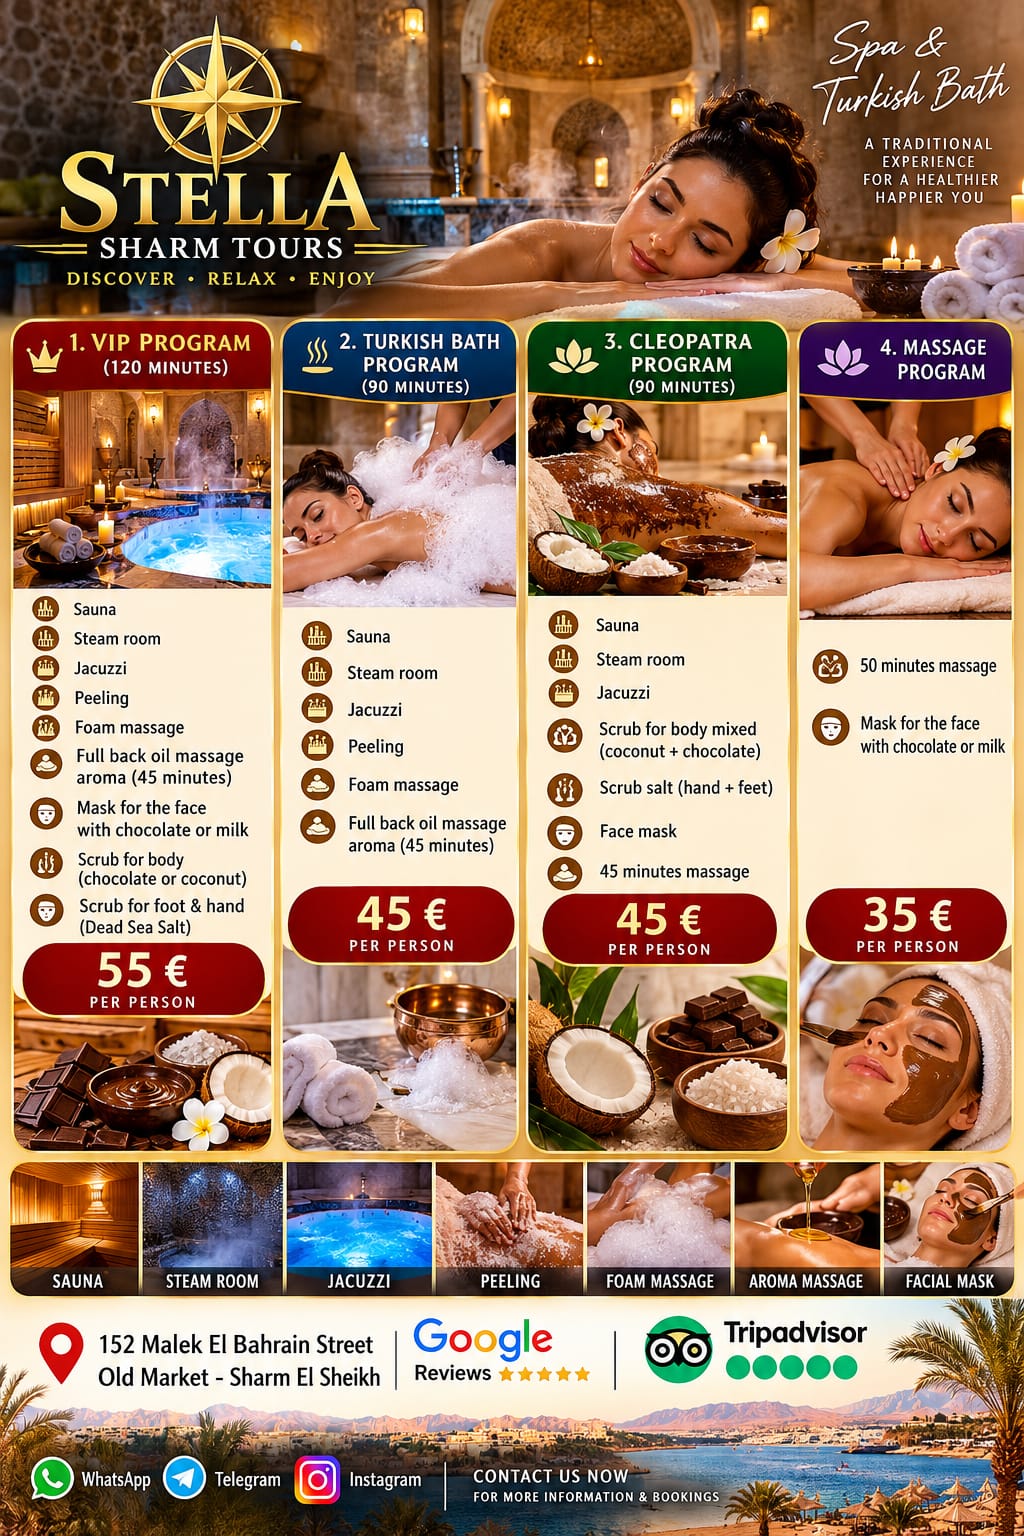 STELLA
SHARM TOURS
DISCOVER • RELAX • ENJOY
Spa &
Turkish Bath
A TRADITIONAL
EXPERIENCE
FOR A HEALTHIER
HAPPIER YOU
1. VIP PROGRAM
(120 MINUTES)
Sauna
Steam room
Jacuzzi
Peeling
Foam massage
Full back oil massage
aroma (45 minutes)
Mask for the face
with chocolate or milk
Scrub for body
(chocolate or coconut)
Scrub for foot & hand
(Dead Sea Salt)
55 €
PER PERSON
2. TURKISH BATH
PROGRAM
(90 MINUTES)
Sauna
Steam room
Jacuzzi
Peeling
Foam massage
Full back oil massage
aroma (45 minutes)
45 €
PER PERSON
3. CLEOPATRA
PROGRAM
(90 MINUTES)
Sauna
Steam room
Jacuzzi
Scrub for body mixed
(coconut + chocolate)
Scrub salt (hand + feet)
Face mask
45 minutes massage
45 €
PER PERSON
4. MASSAGE
PROGRAM
50 minutes massage
Mask for the face
with chocolate or milk
35 €
PER PERSON
SAUNA
STEAM ROOM
JACUZZI
PEELING
FOAM MASSAGE
AROMA MASSAGE
FACIAL MASK
152 Malek El Bahrain Street
Old Market - Sharm El Sheikh
Google
Reviews
Tripadvisor
WhatsApp
Telegram
Instagram
CONTACT US NOW
FOR MORE INFORMATION & BOOKINGS